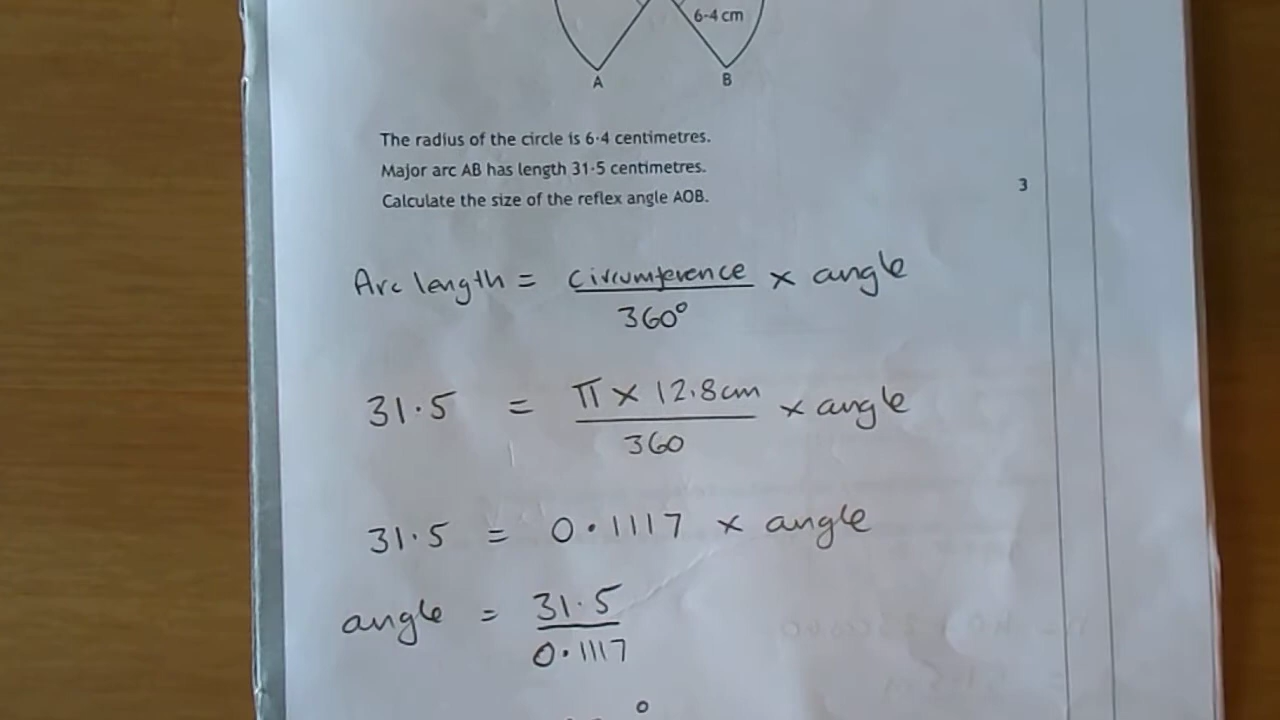 6·4 cm
A B
The radius of the circle is 6·4 centimetres.
Major arc AB has length 31·5 centimetres.
Calculate the size of the reflex angle AOB.
3
Arc length = circumference / 360° × angle
31.5 = π × 12.8cm / 360 × angle
31.5 = 0.1117 × angle
angle = 31.5 / 0.1117